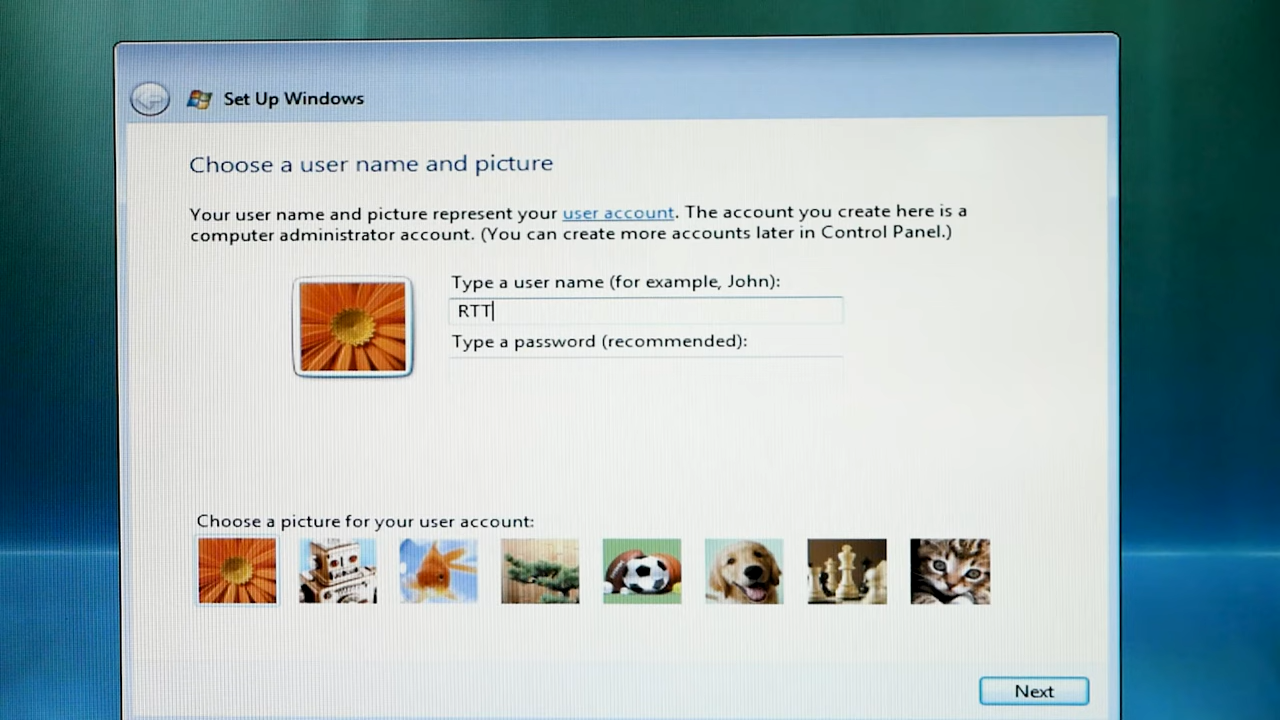 Set Up Windows
Choose a user name and picture
Your user name and picture represent your user account. The account you create here is a
computer administrator account. (You can create more accounts later in Control Panel.)
Type a user name (for example, John):
RTT
Type a password (recommended):
Choose a picture for your user account:
Next